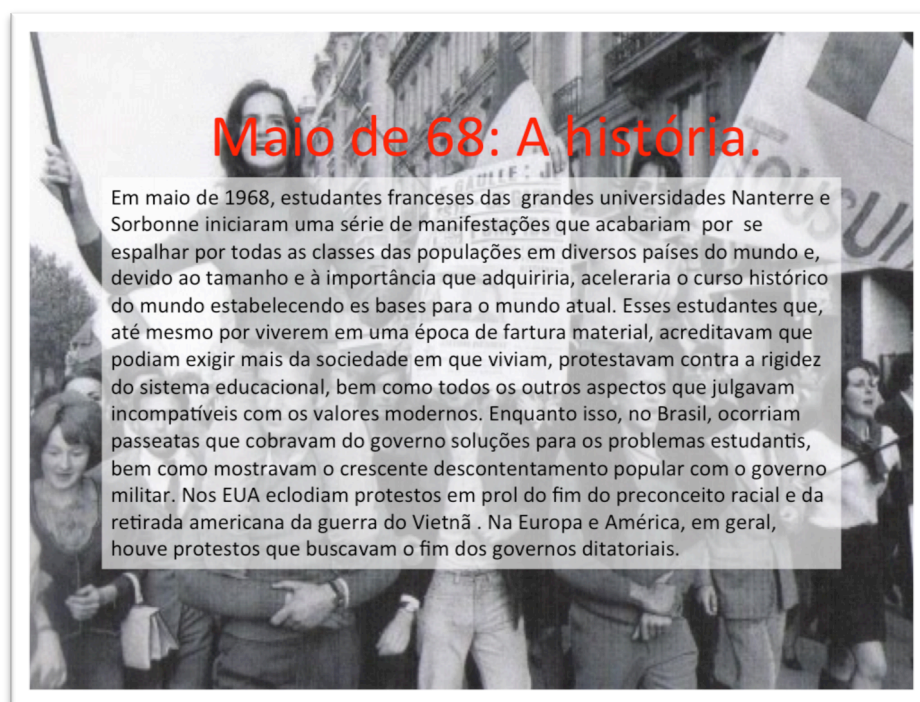 Maio de 68: A história.
Em maio de 1968, estudantes franceses das grandes universidades Nanterre e
Sorbonne iniciaram uma série de manifestações que acabariam por se
espalhar por todas as classes das populações em diversos países do mundo e,
devido ao tamanho e à importância que adquiriria, aceleraria o curso histórico
do mundo estabelecendo es bases para o mundo atual. Esses estudantes que,
até mesmo por viverem em uma época de fartura material, acreditavam que
podiam exigir mais da sociedade em que viviam, protestavam contra a rigidez
do sistema educacional, bem como todos os outros aspectos que julgavam
incompatíveis com os valores modernos. Enquanto isso, no Brasil, ocorriam
passeatas que cobravam do governo soluções para os problemas estudantis,
bem como mostravam o crescente descontentamento popular com o governo
militar. Nos EUA eclodiam protestos em prol do fim do preconceito racial e da
retirada americana da guerra do Vietnã . Na Europa e América, em geral,
houve protestos que buscavam o fim dos governos ditatoriais.